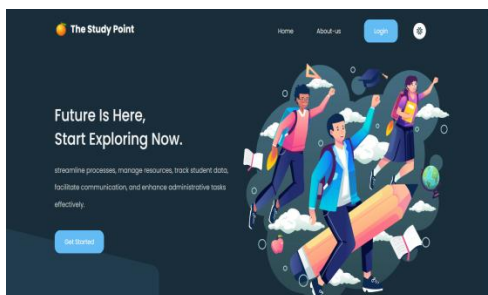 The Study Point
Home About-us Login
Future Is Here,
Start Exploring Now.
streamline processes, manage resources, track student data,
facilitate communication, and enhance administrative tasks
effectively.
Get Started